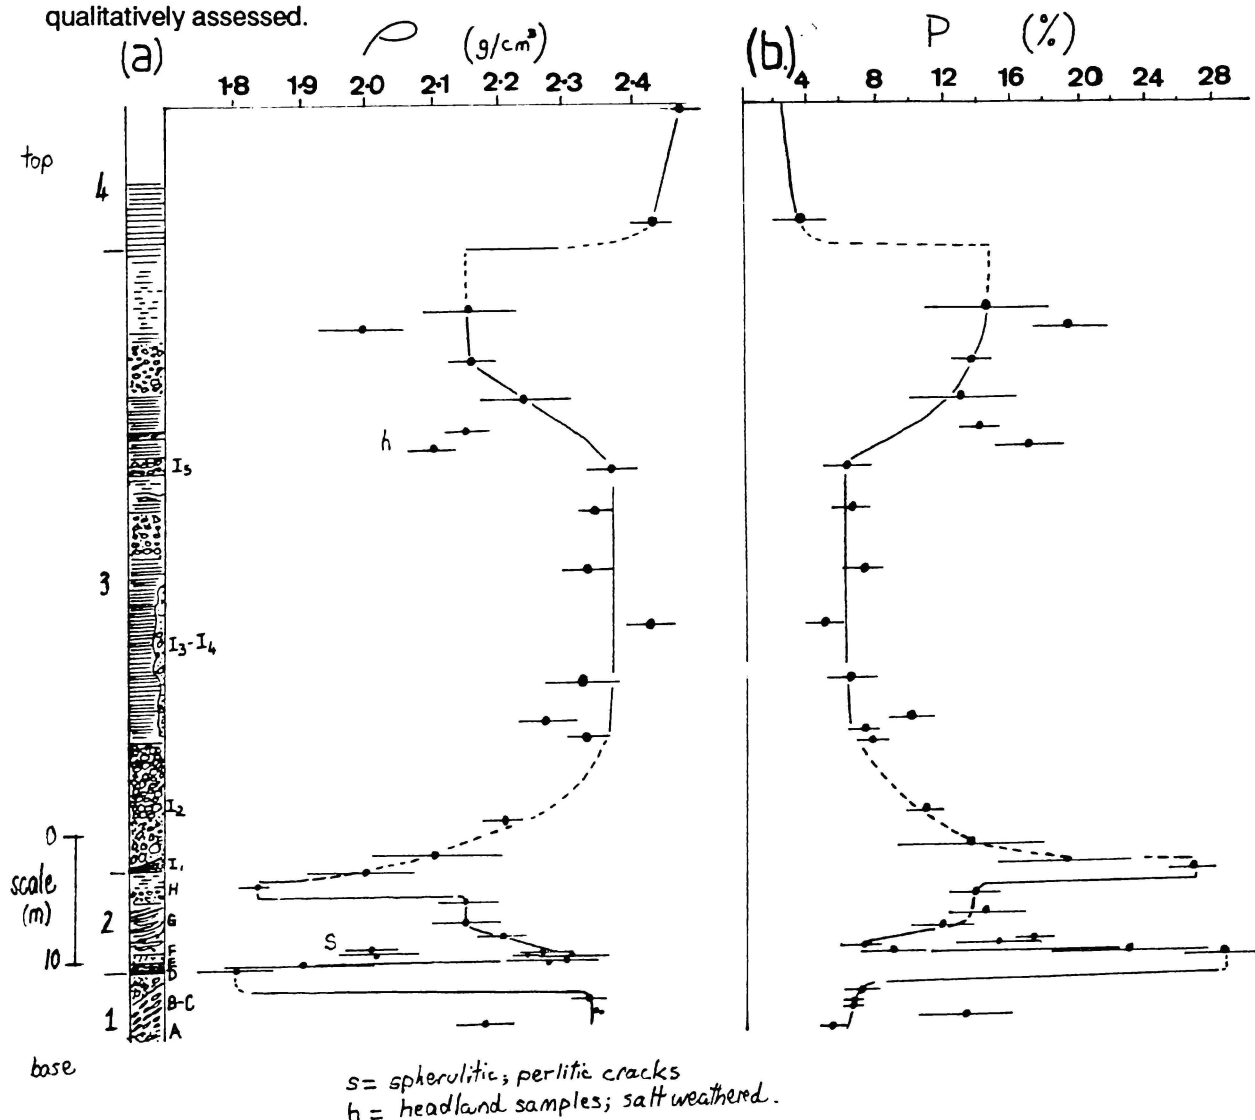 qualitatively assessed.
(a) ρ (g/cm³) (b.) P (%)
1·8 1·9 2·0 2·1 2·2 2·3 2·4 4 8 12 16 20 24 28
top
4
h
I5
3
I3-I4
I2
0
I1
scale
(m)
H
2
G
S
F
E
10
D
B-C
1
A
base
s= spherulitic; perlitic cracks
h = headland samples; salt weathered.